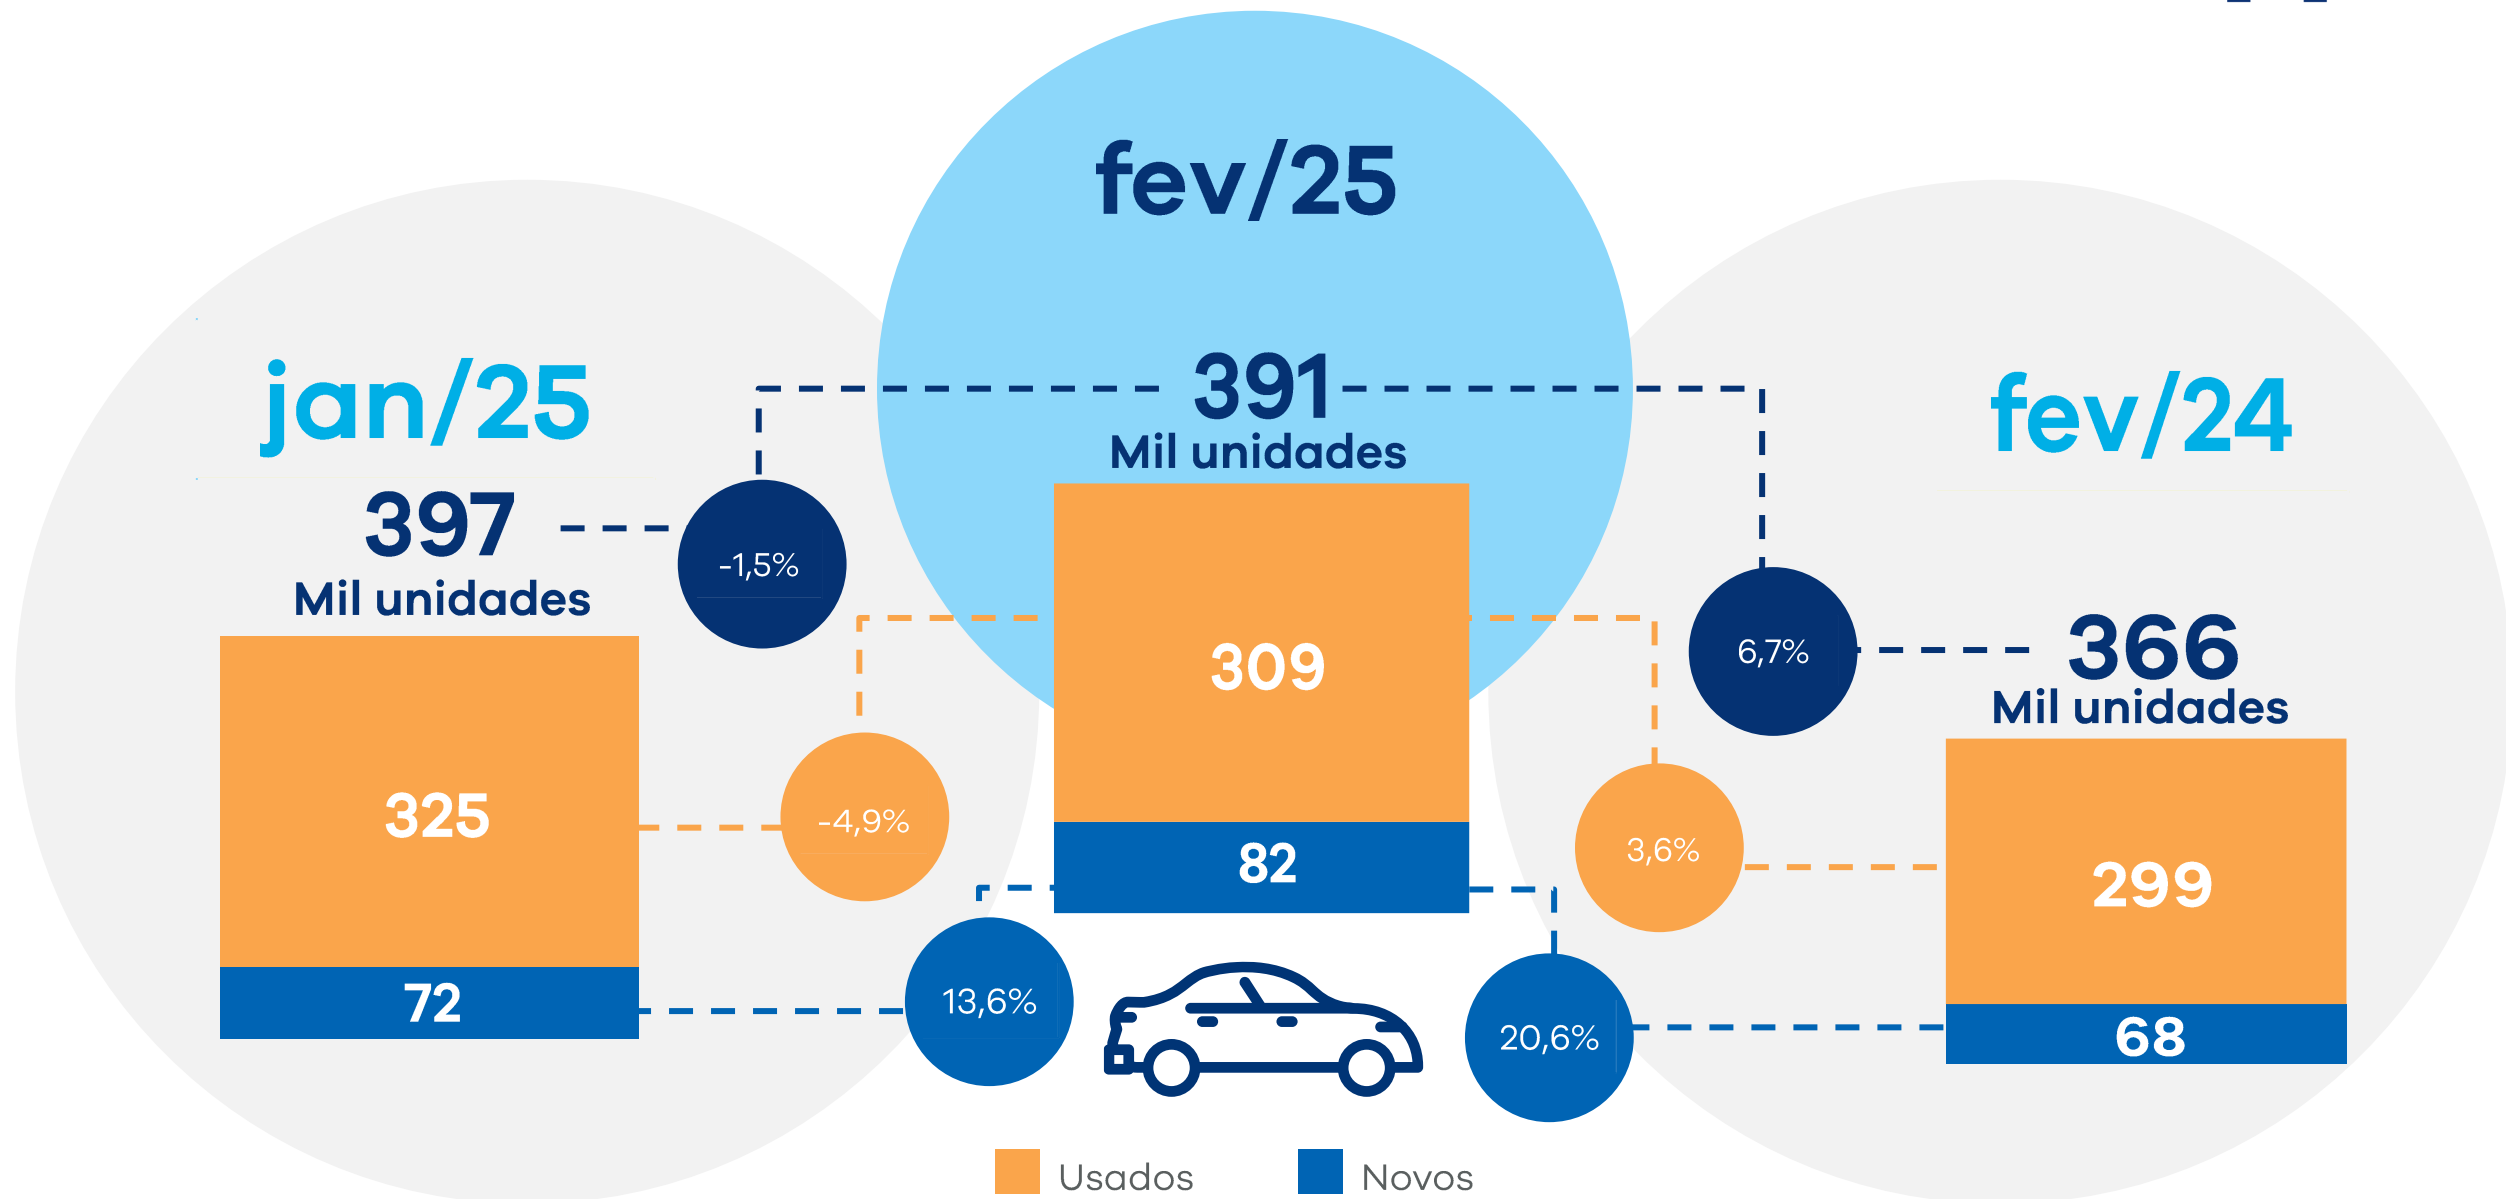 fev/25
391
Mil unidades
jan/25
397
Mil unidades
fev/24
366
Mil unidades
-1,5%
6,7%
309
325
-4,9%
3,6%
299
82
72
13,6%
20,6%
68
Usados
Novos